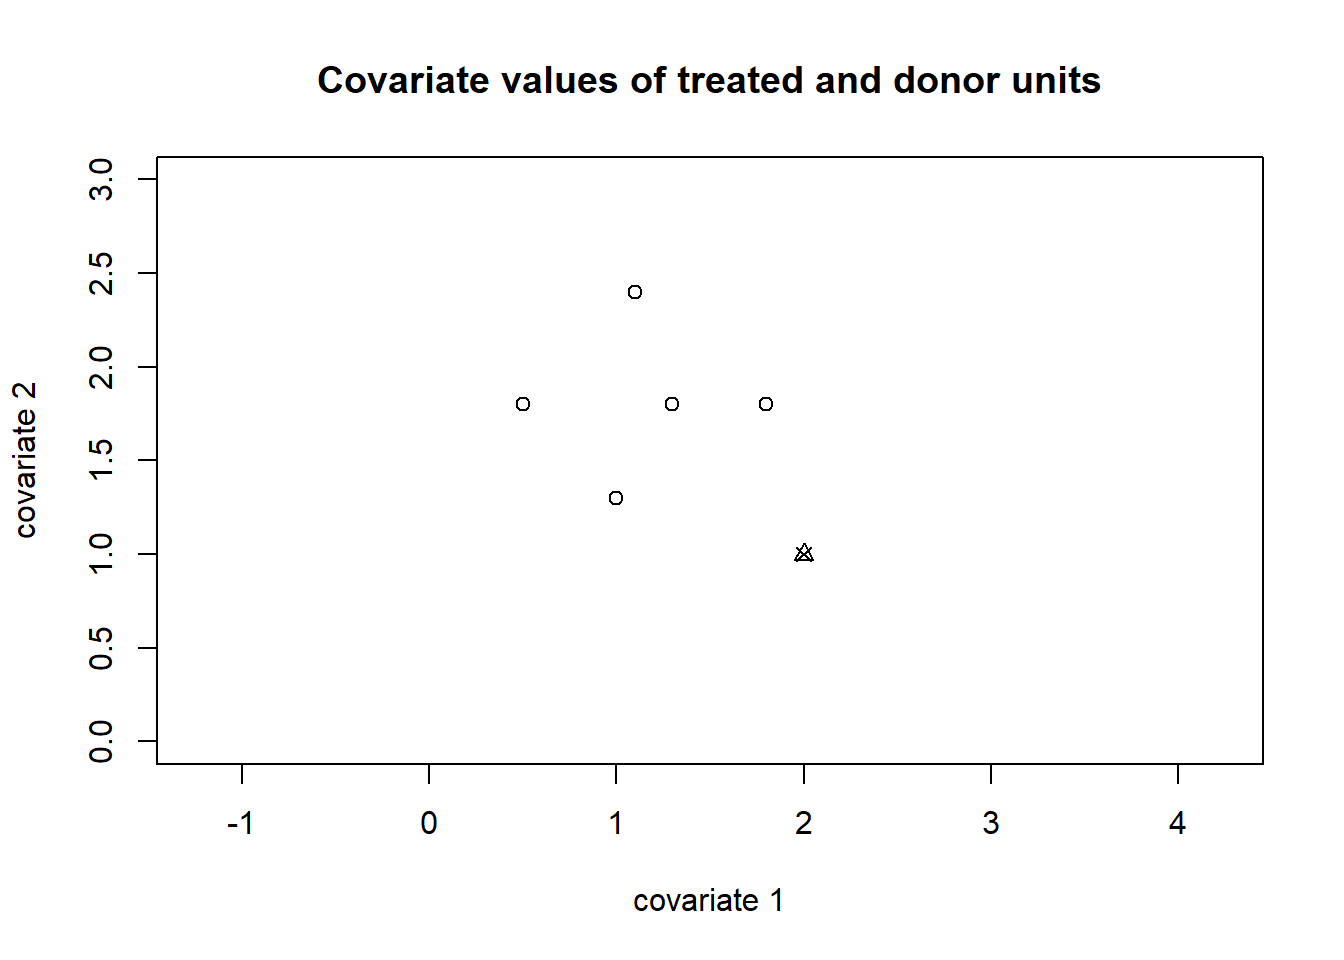 Covariate values of treated and donor units
3.0
2.5
2.0
1.5
1.0
0.5
0.0
covariate 2
-1 0 1 2 3 4
covariate 1